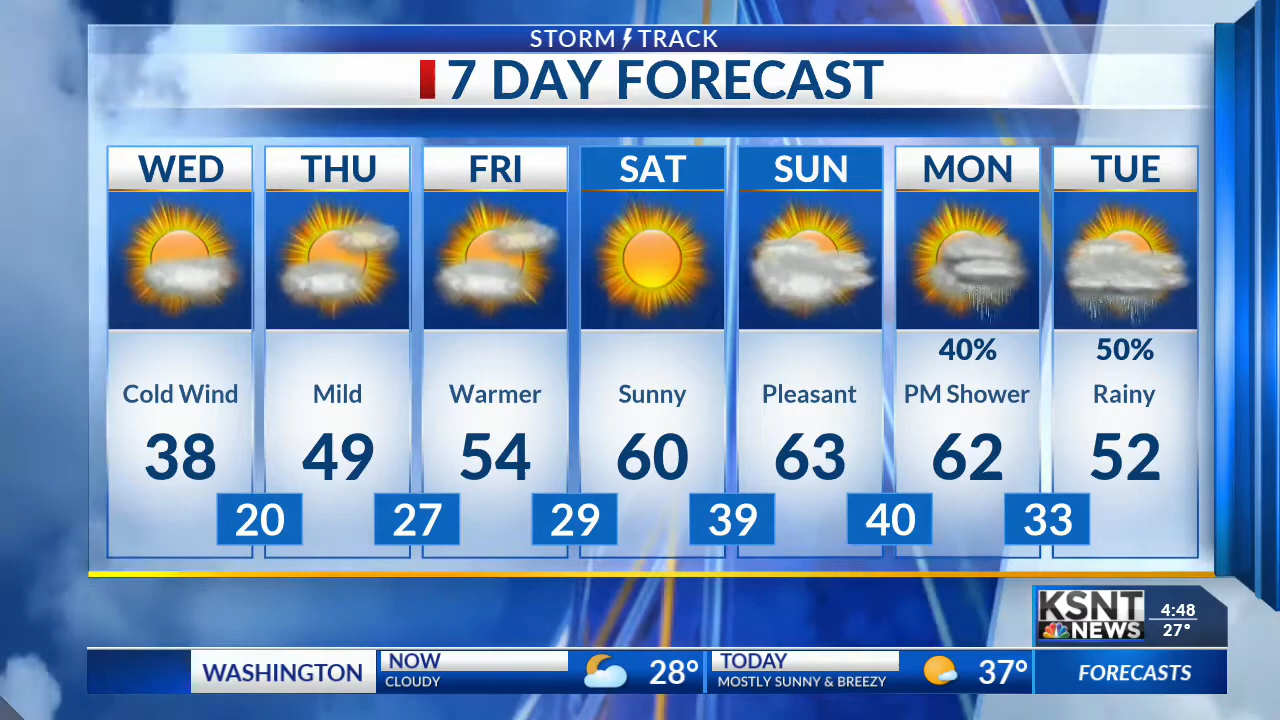 STORM TRACK
7 DAY FORECAST
WED THU FRI SAT SUN MON TUE
40% 50%
Cold Wind Mild Warmer Sunny Pleasant PM Shower Rainy
38 49 54 60 63 62 52
20 27 29 39 40 33
KSNT NEWS 4:48 27°
WASHINGTON NOW CLOUDY 28° TODAY MOSTLY SUNNY & BREEZY 37° FORECASTS